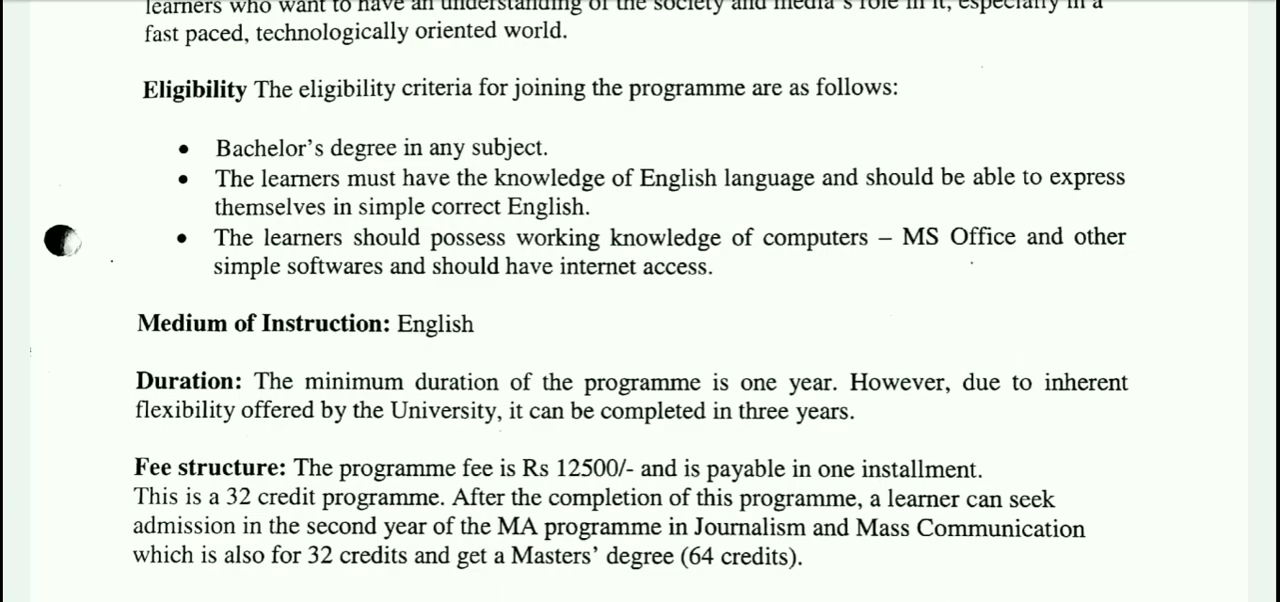 learners who want to have an understanding of the society and media's role in it, especially in a
fast paced, technologically oriented world.
Eligibility The eligibility criteria for joining the programme are as follows:
• Bachelor's degree in any subject.
• The learners must have the knowledge of English language and should be able to express
themselves in simple correct English.
• The learners should possess working knowledge of computers – MS Office and other
simple softwares and should have internet access.
Medium of Instruction: English
Duration: The minimum duration of the programme is one year. However, due to inherent
flexibility offered by the University, it can be completed in three years.
Fee structure: The programme fee is Rs 12500/- and is payable in one installment.
This is a 32 credit programme. After the completion of this programme, a learner can seek
admission in the second year of the MA programme in Journalism and Mass Communication
which is also for 32 credits and get a Masters' degree (64 credits).